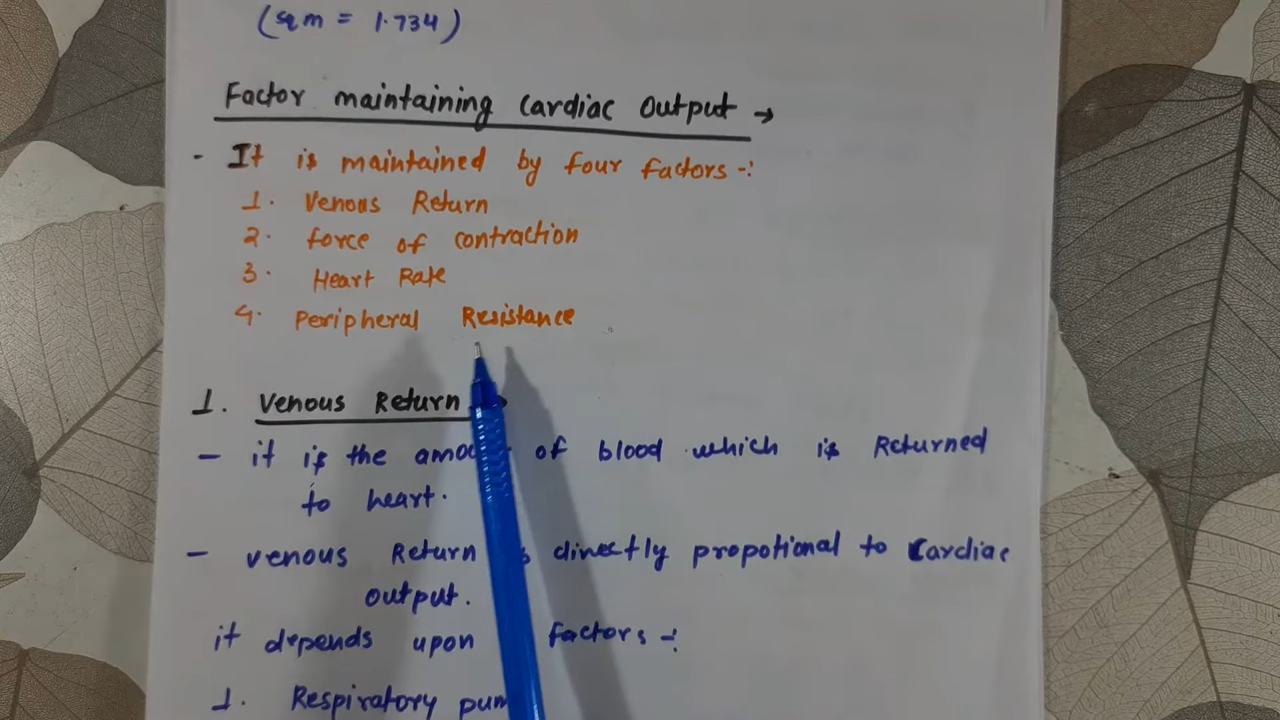 (sqm = 1.734)
Factor maintaining cardiac output →
- It is maintained by four factors -:
1. Venous Return
2. force of contraction
3. Heart Rate
4. Peripheral Resistance
1. Venous Return
- it is the of blood which is Returned
to heart.
- venous Return directly propotional to Cardiac
output.
it depends upon factors -:
1. Respiratory